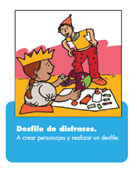 Desfile de disfraces.
A crear personajes y realizar un desfile.